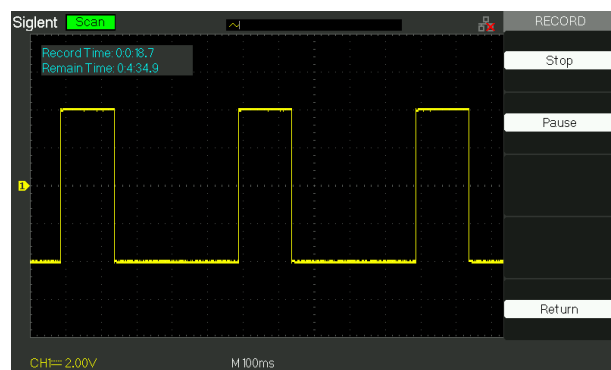 Siglent Scan RECORD
Record Time: 0:0:18.7
Remain Time: 0:4:34.9
Stop
Pause
1
Return
CH1 2.00V M 100ms